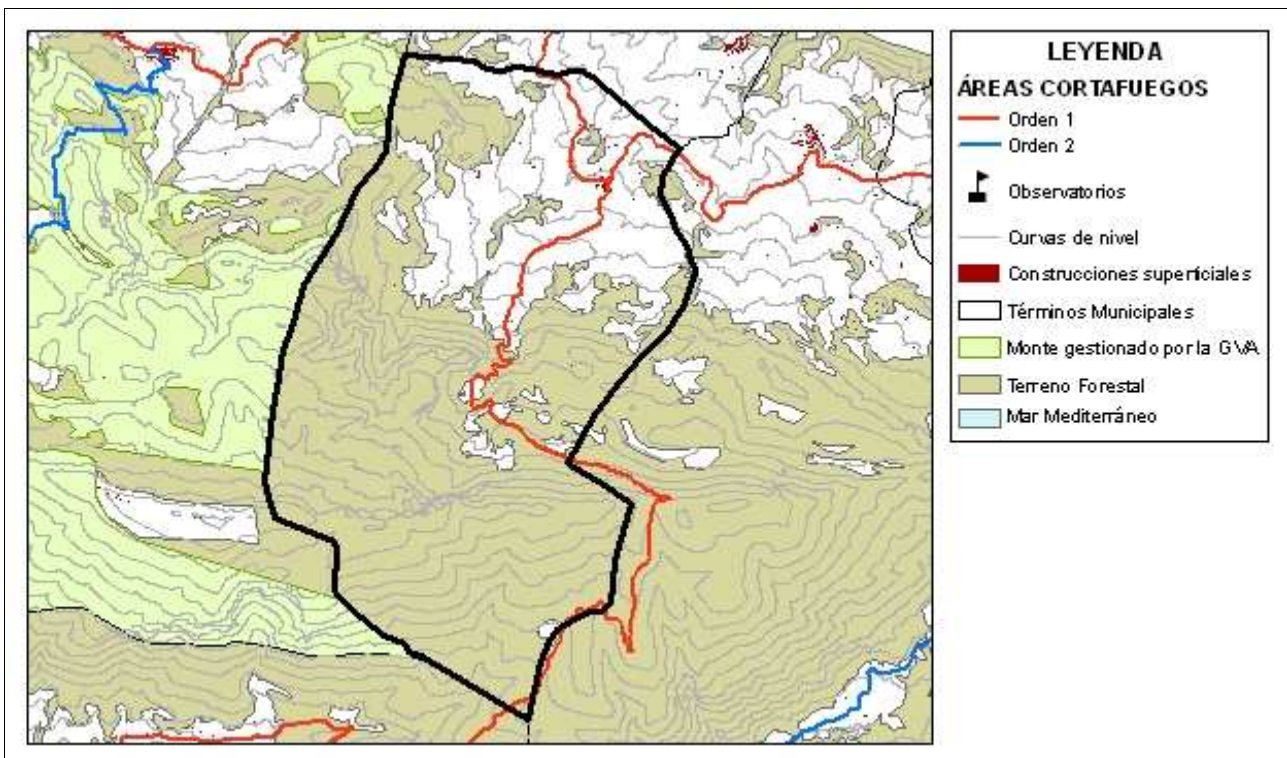 LEYENDA
ÁREAS CORTAFUEGOS
Orden 1
Orden 2
Observatorios
Curvas de nivel
Construcciones superficiales
Términos Municipales
Monte gestionado por la GVA
Terreno Forestal
Mar Mediterráneo